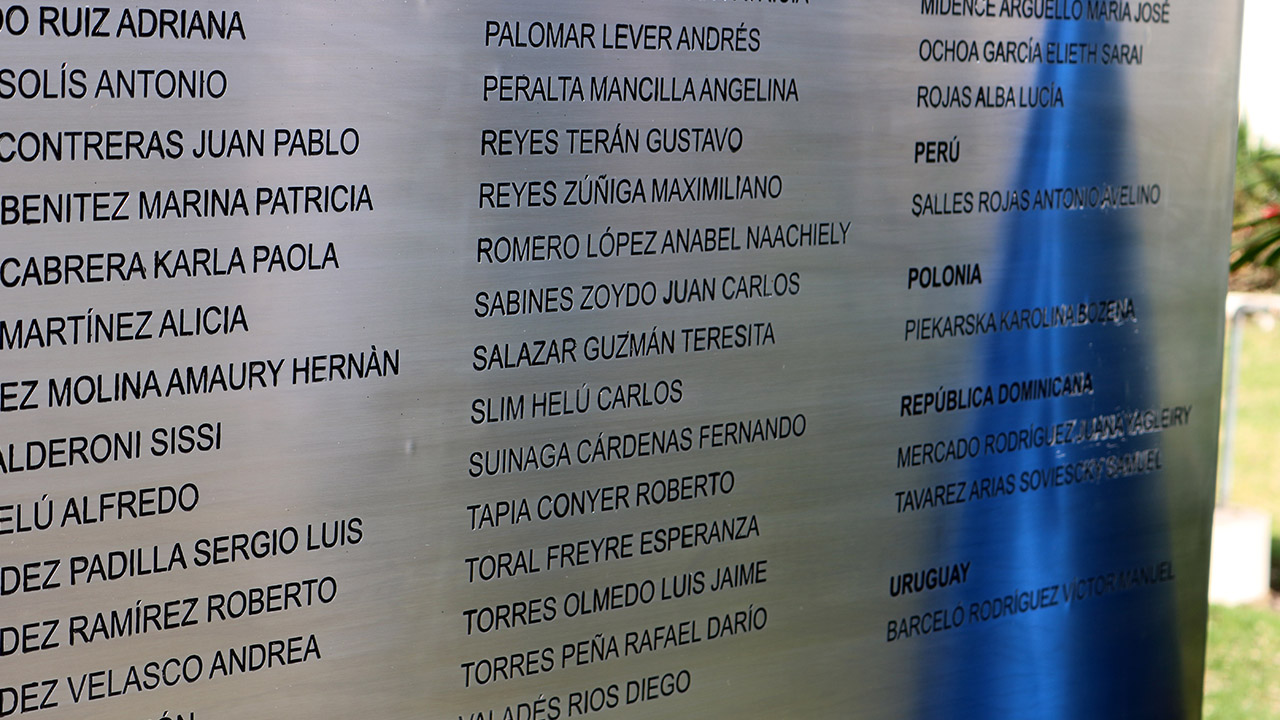 RUIZ ADRIANA
SOLÍS ANTONIO
CONTRERAS JUAN PABLO
BENITEZ MARINA PATRICIA
CABRERA KARLA PAOLA
MARTÍNEZ ALICIA
EZ MOLINA AMAURY HERNÀN
ALDERONI SISSI
ELÚ ALFREDO
DEZ PADILLA SERGIO LUIS
DEZ RAMÍREZ ROBERTO
DEZ VELASCO ANDREA
PALOMAR LEVER ANDRÉS
PERALTA MANCILLA ANGELINA
REYES TERÁN GUSTAVO
REYES ZÚÑIGA MAXIMILIANO
ROMERO LÓPEZ ANABEL NAACHIELY
SABINES ZOYDO JUAN CARLOS
SALAZAR GUZMÁN TERESITA
SLIM HELÚ CARLOS
SUINAGA CÁRDENAS FERNANDO
TAPIA CONYER ROBERTO
TORAL FREYRE ESPERANZA
TORRES OLMEDO LUIS JAIME
TORRES PEÑA RAFAEL DARÍO
VALADÉS RIOS DIEGO
MIDENCE ARGUELLO MARÍA JOSÉ
OCHOA GARCÍA ELIETH SARAI
ROJAS ALBA LUCÍA
PERÚ
SALLES ROJAS ANTONIO AVELINO
POLONIA
PIEKARSKA KAROLINA BOZENA
REPÚBLICA DOMINICANA
MERCADO RODRÍGUEZ JUANA YAGLEIRY
TAVAREZ ARIAS SOVIESCKY SAMUEL
URUGUAY
BARCELÓ RODRÍGUEZ VÍCTOR MANUEL